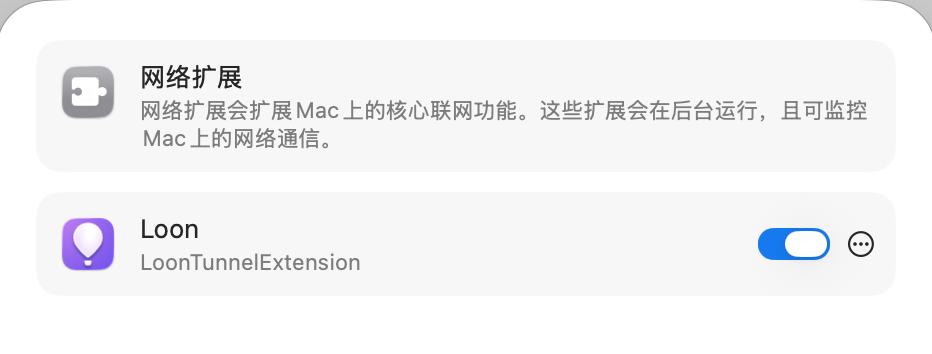 网络扩展
网络扩展会扩展 Mac 上的核心联网功能。这些扩展会在后台运行，且可监控
Mac 上的网络通信。
Loon
LoonTunnelExtension